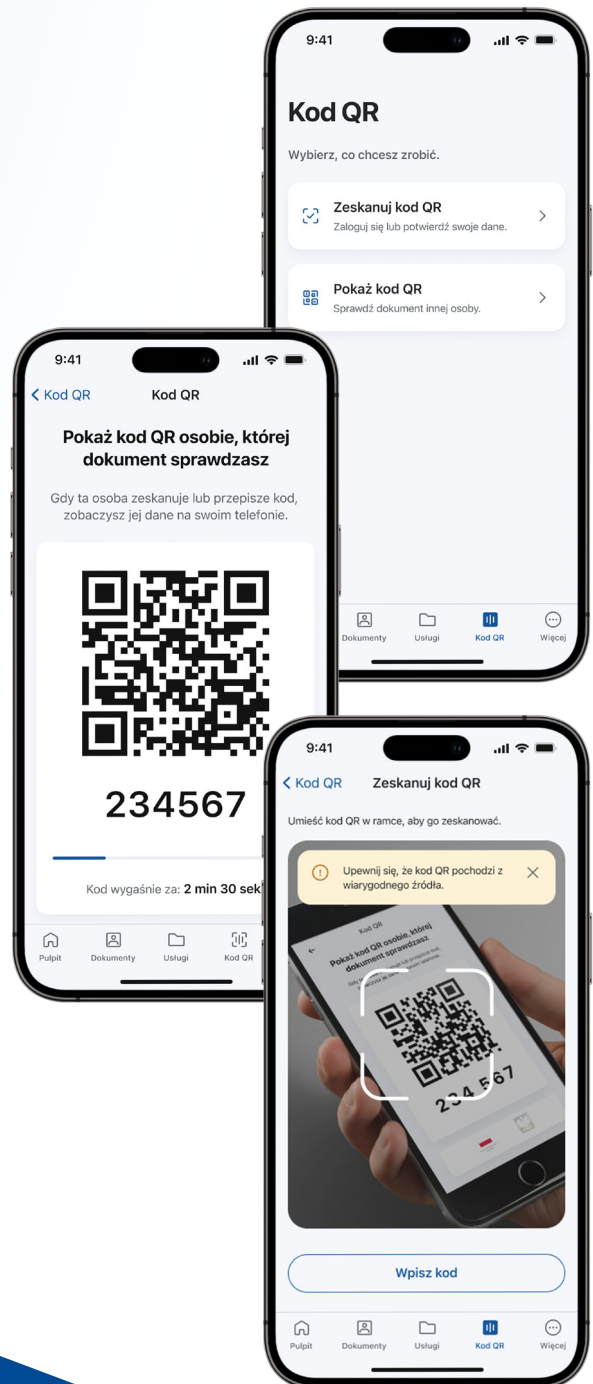 9:41
Kod QR
Wybierz, co chcesz zrobić.
Zeskanuj kod QR
Zaloguj się lub potwierdź swoje dane.
Pokaż kod QR
Sprawdź dokument innej osoby.
Dokumenty
Usługi
Kod QR
Więcej
9:41
Kod QR
Kod QR
Pokaż kod QR osobie, której
dokument sprawdzasz
Gdy ta osoba zeskanuje lub przepisze kod,
zobaczysz jej dane na swoim telefonie.
234567
Kod wygaśnie za: 2 min 30 sek
Pulpit
Dokumenty
Usługi
Kod QR
9:41
Kod QR
Zeskanuj kod QR
Umieść kod QR w ramce, aby go zeskanować.
Upewnij się, że kod QR pochodzi z
wiarygodnego źródła.
Kod QR
Pokaż kod QR osobie, której
dokument sprawdzasz
234 567
Wpisz kod
Pulpit
Dokumenty
Usługi
Kod QR
Więcej